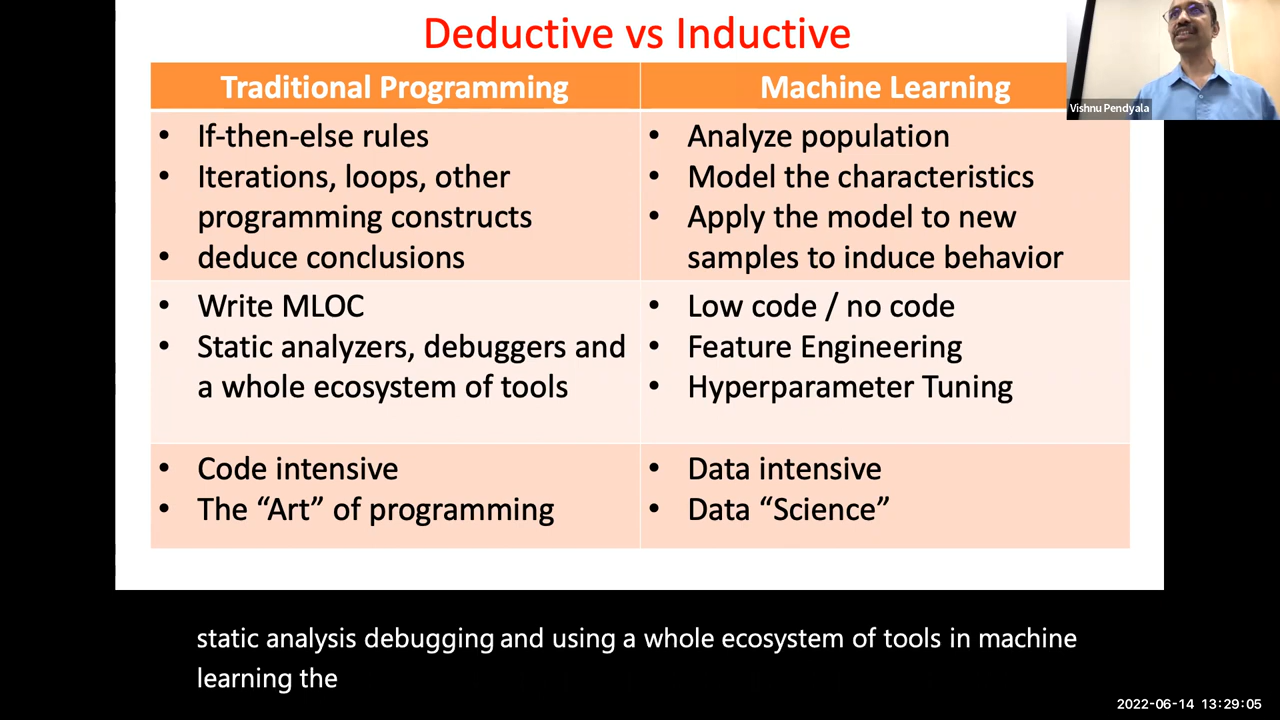 Deductive vs Inductive
Traditional Programming
Machine Learning
Vishnu Pendyala
• If-then-else rules
• Iterations, loops, other
programming constructs
• deduce conclusions
• Analyze population
• Model the characteristics
• Apply the model to new
samples to induce behavior
• Write MLOC
• Static analyzers, debuggers and
a whole ecosystem of tools
• Low code / no code
• Feature Engineering
• Hyperparameter Tuning
• Code intensive
• The “Art” of programming
• Data intensive
• Data “Science”
static analysis debugging and using a whole ecosystem of tools in machine
learning the
2022-06-14 13:29:05